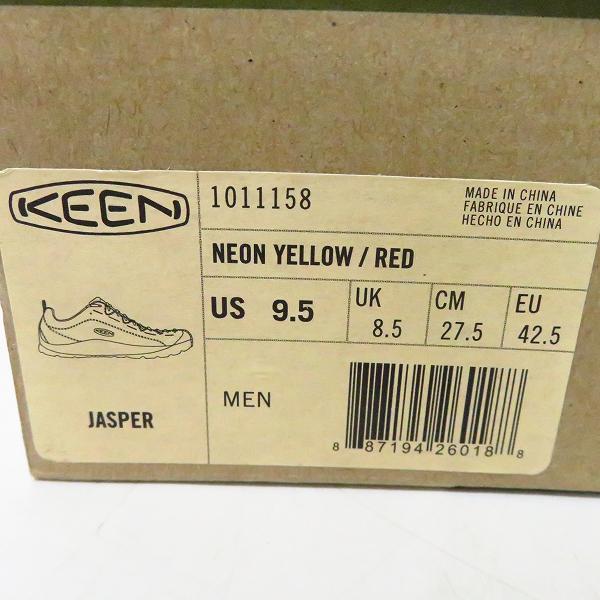 KEEN
1011158
MADE IN CHINA
FABRIQUE EN CHINE
HECHO EN CHINA
NEON YELLOW / RED
US 9.5
UK 8.5
CM 27.5
EU 42.5
KEEN
JASPER
MEN
8 87194 26018 8